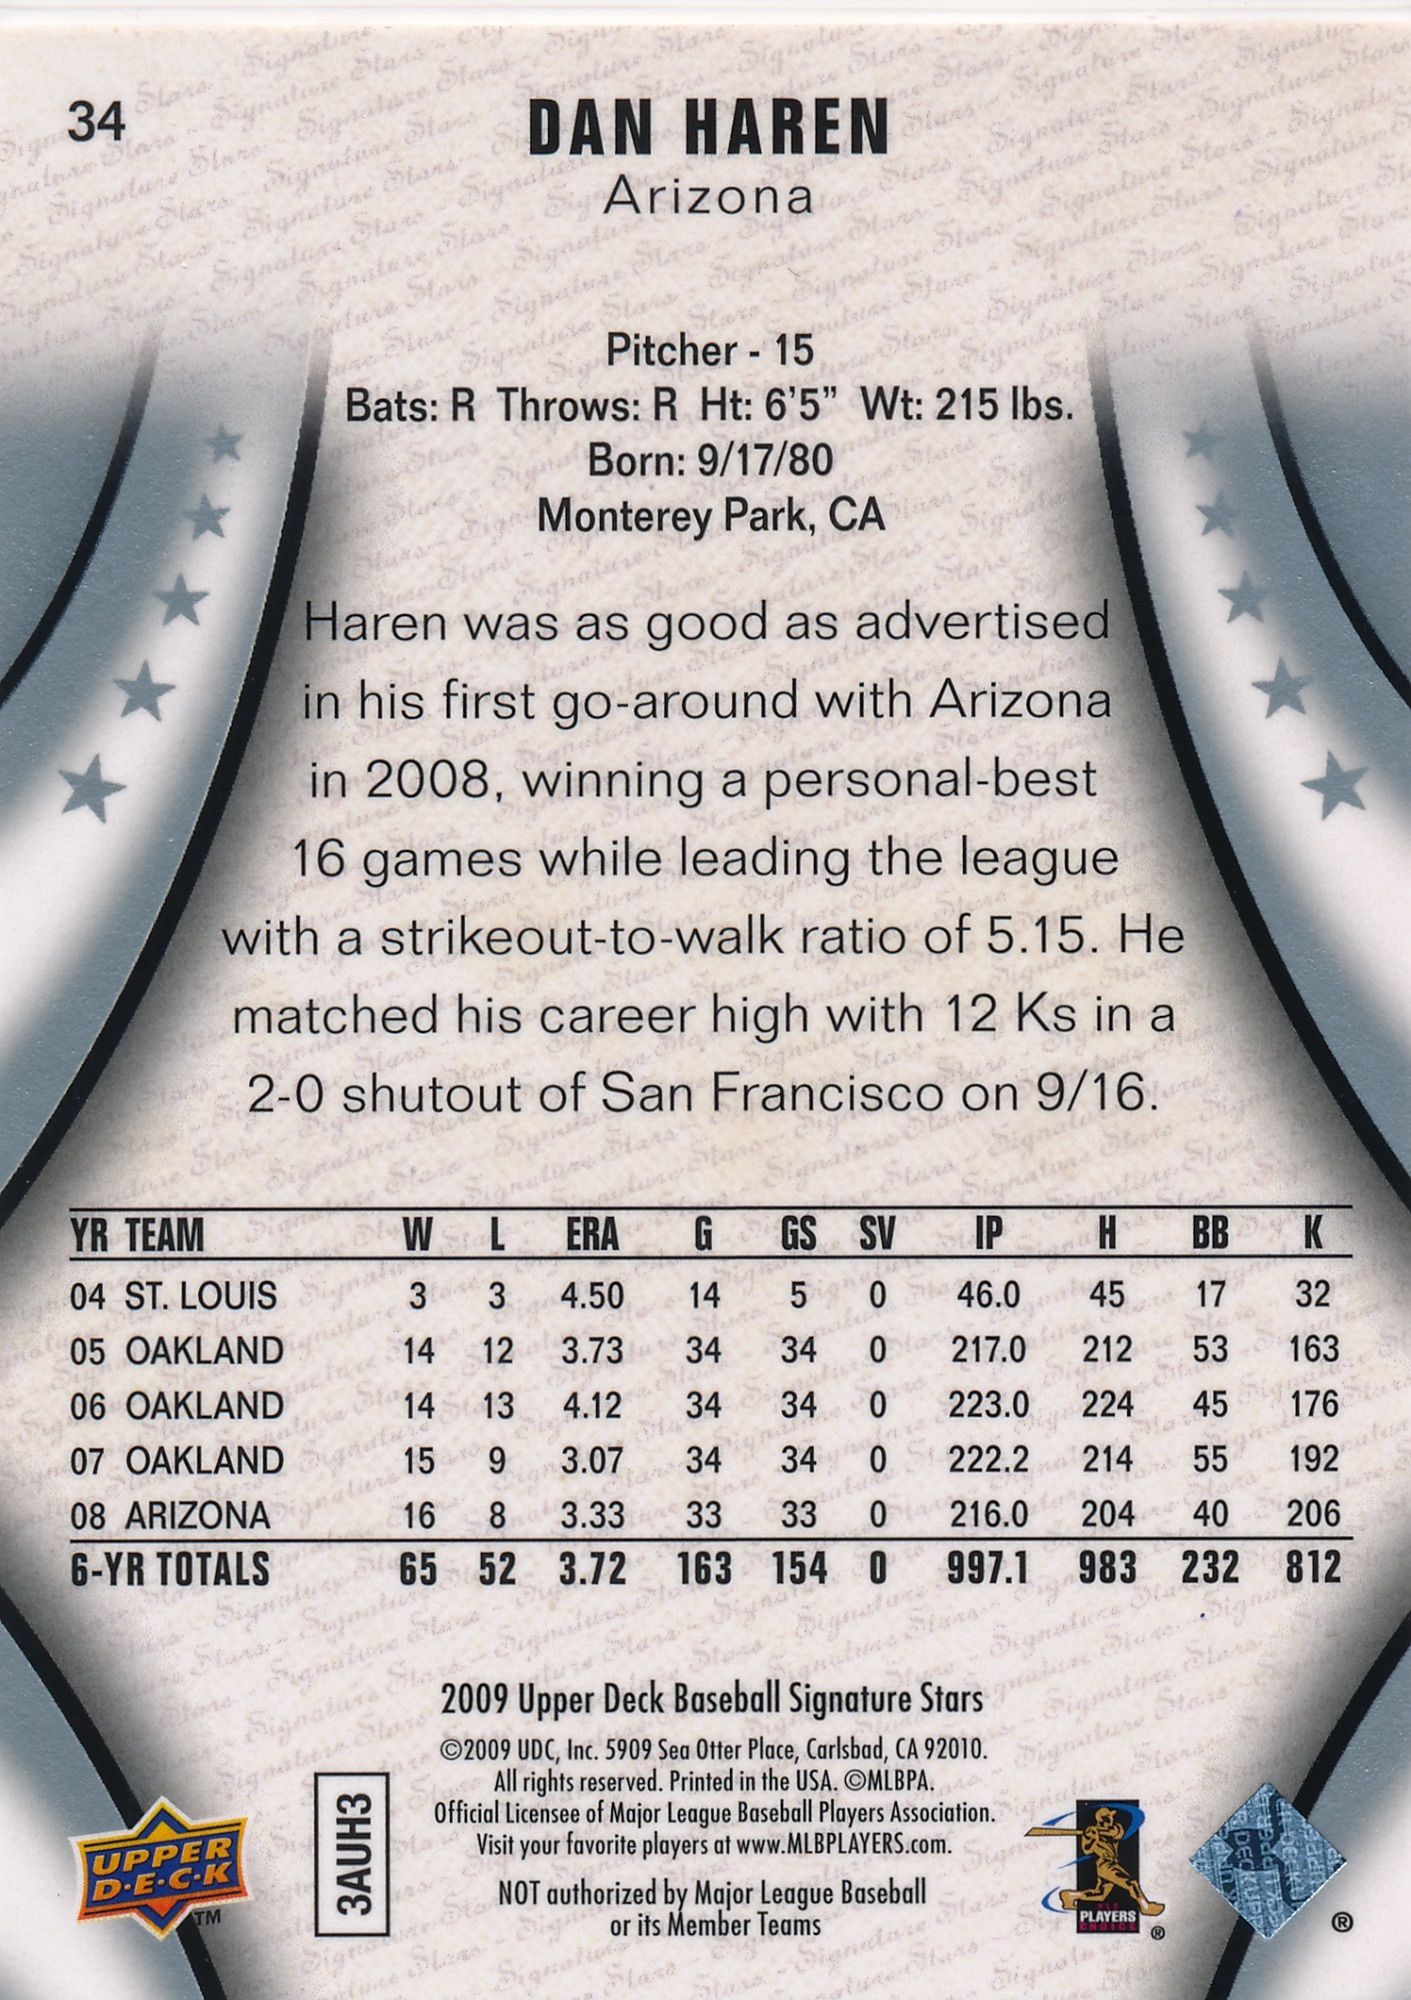 34
DAN HAREN
Arizona
Pitcher - 15
Bats: R Throws: R Ht: 6'5" Wt: 215 lbs.
Born: 9/17/80
Monterey Park, CA
Haren was as good as advertised
in his first go-around with Arizona
in 2008, winning a personal-best
16 games while leading the league
with a strikeout-to-walk ratio of 5.15. He
matched his career high with 12 Ks in a
2-0 shutout of San Francisco on 9/16.
YR TEAM W L ERA G GS SV IP H BB K
04 ST. LOUIS 3 3 4.50 14 5 0 46.0 45 17 32
05 OAKLAND 14 12 3.73 34 34 0 217.0 212 53 163
06 OAKLAND 14 13 4.12 34 34 0 223.0 224 45 176
07 OAKLAND 15 9 3.07 34 34 0 222.2 214 55 192
08 ARIZONA 16 8 3.33 33 33 0 216.0 204 40 206
6-YR TOTALS 65 52 3.72 163 154 0 997.1 983 232 812
2009 Upper Deck Baseball Signature Stars
©2009 UDC, Inc. 5909 Sea Otter Place, Carlsbad, CA 92010.
All rights reserved. Printed in the USA. ©MLBPA.
Official Licensee of Major League Baseball Players Association.
Visit your favorite players at www.MLBPLAYERS.com.
NOT authorized by Major League Baseball
or its Member Teams
UPPER
D·E·C·K
TM
3AUH3
PLAYERS
CHOICE
®
®